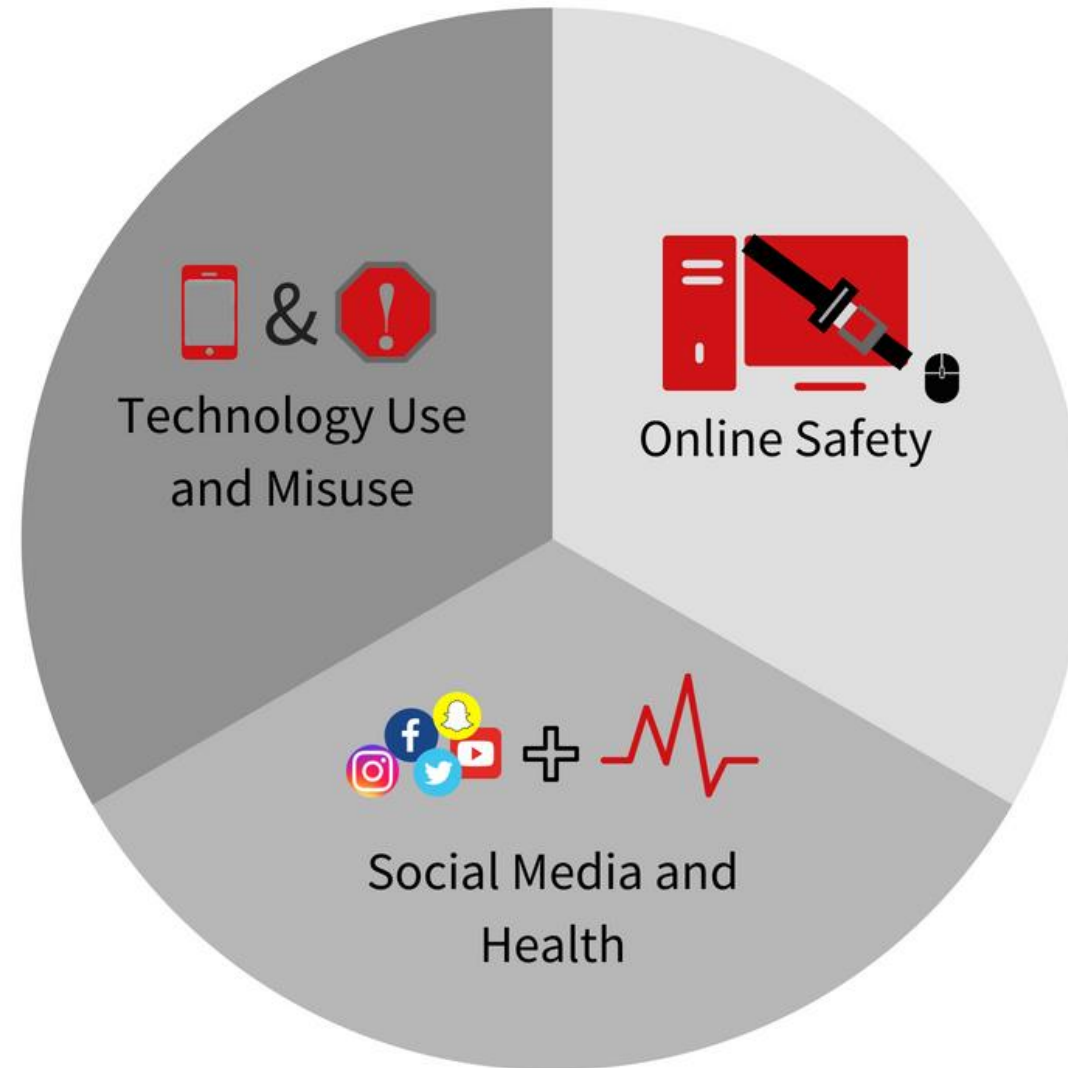 &
Technology Use
and Misuse
Online Safety
Social Media and
Health